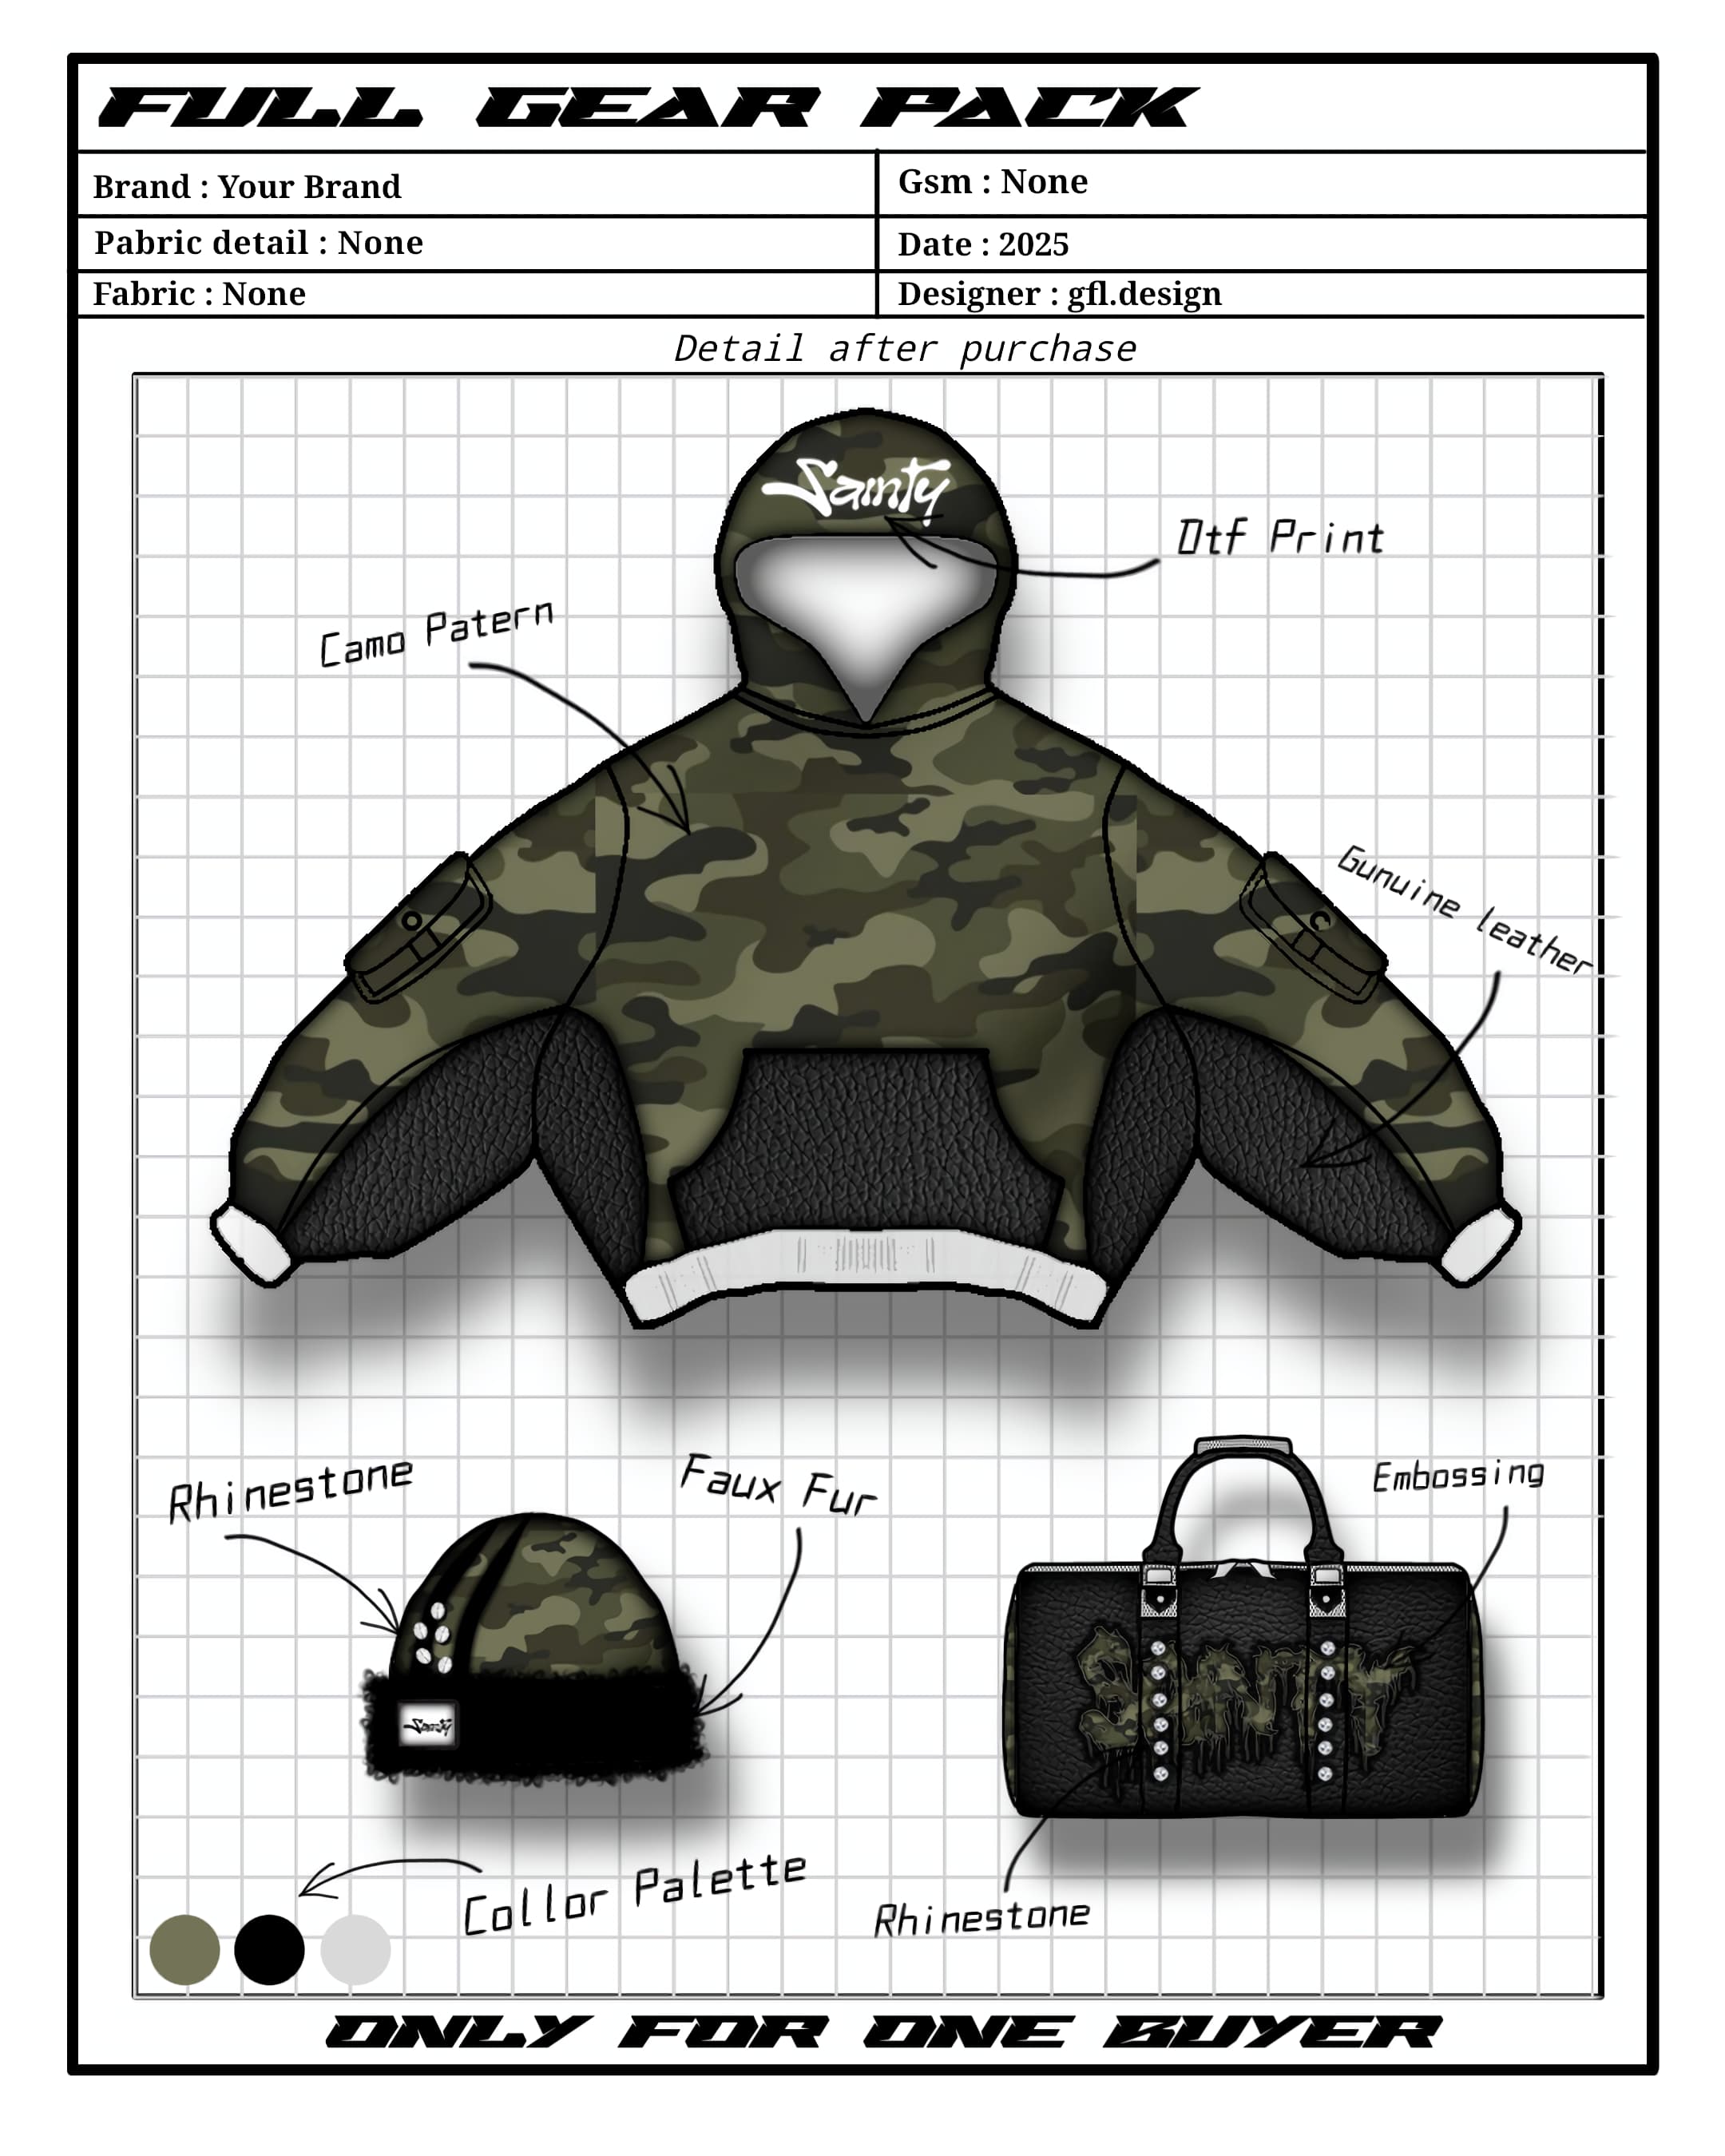 FULL GEAR PACK
Brand : Your Brand
Gsm : None
Pabric detail : None
Date : 2025
Fabric : None
Designer : gfl.design
Detail after purchase
Sainty
Dtf Print
Camo Patern
Gunuine leather
Rhinestone
Faux Fur
Embossing
Sainty
SAINTY
Collor Palette
Rhinestone
ONLY FOR ONE BUYER